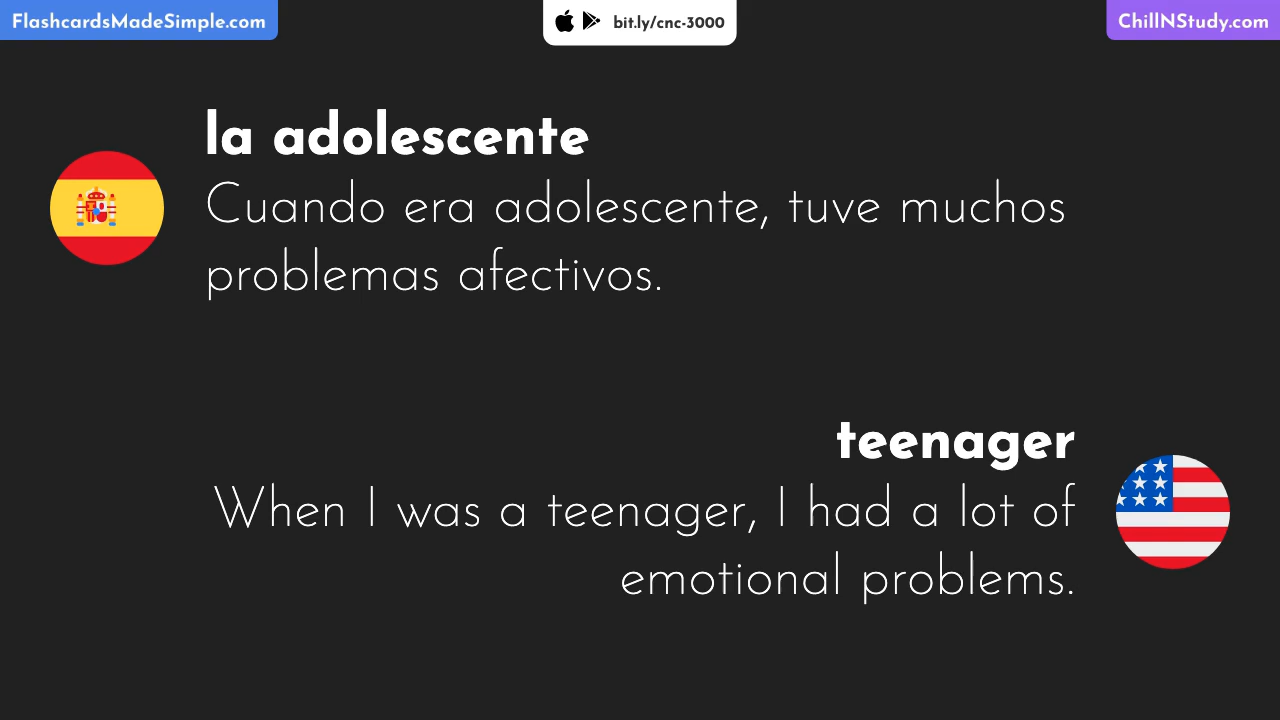 FlashcardsMadeSimple.com
bit.ly/cnc-3000
ChillNStudy.com
la adolescente
Cuando era adolescente, tuve muchos
problemas afectivos.
teenager
When I was a teenager, I had a lot of
emotional problems.